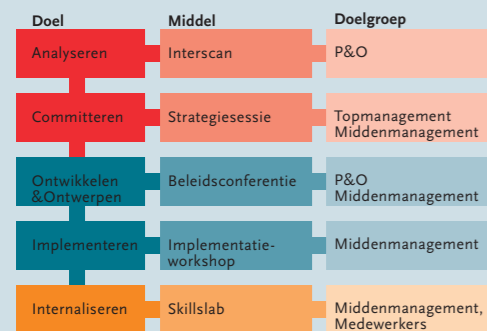 Doel Middel Doelgroep
Analyseren Interscan P&O
Committeren Strategiesessie Topmanagement
Middenmanagement
Ontwikkelen Beleidsconferentie P&O
&Ontwerpen Middenmanagement
Implementeren Implementatie- Middenmanagement
workshop
Internaliseren Skillslab Middenmanagement,
Medewerkers